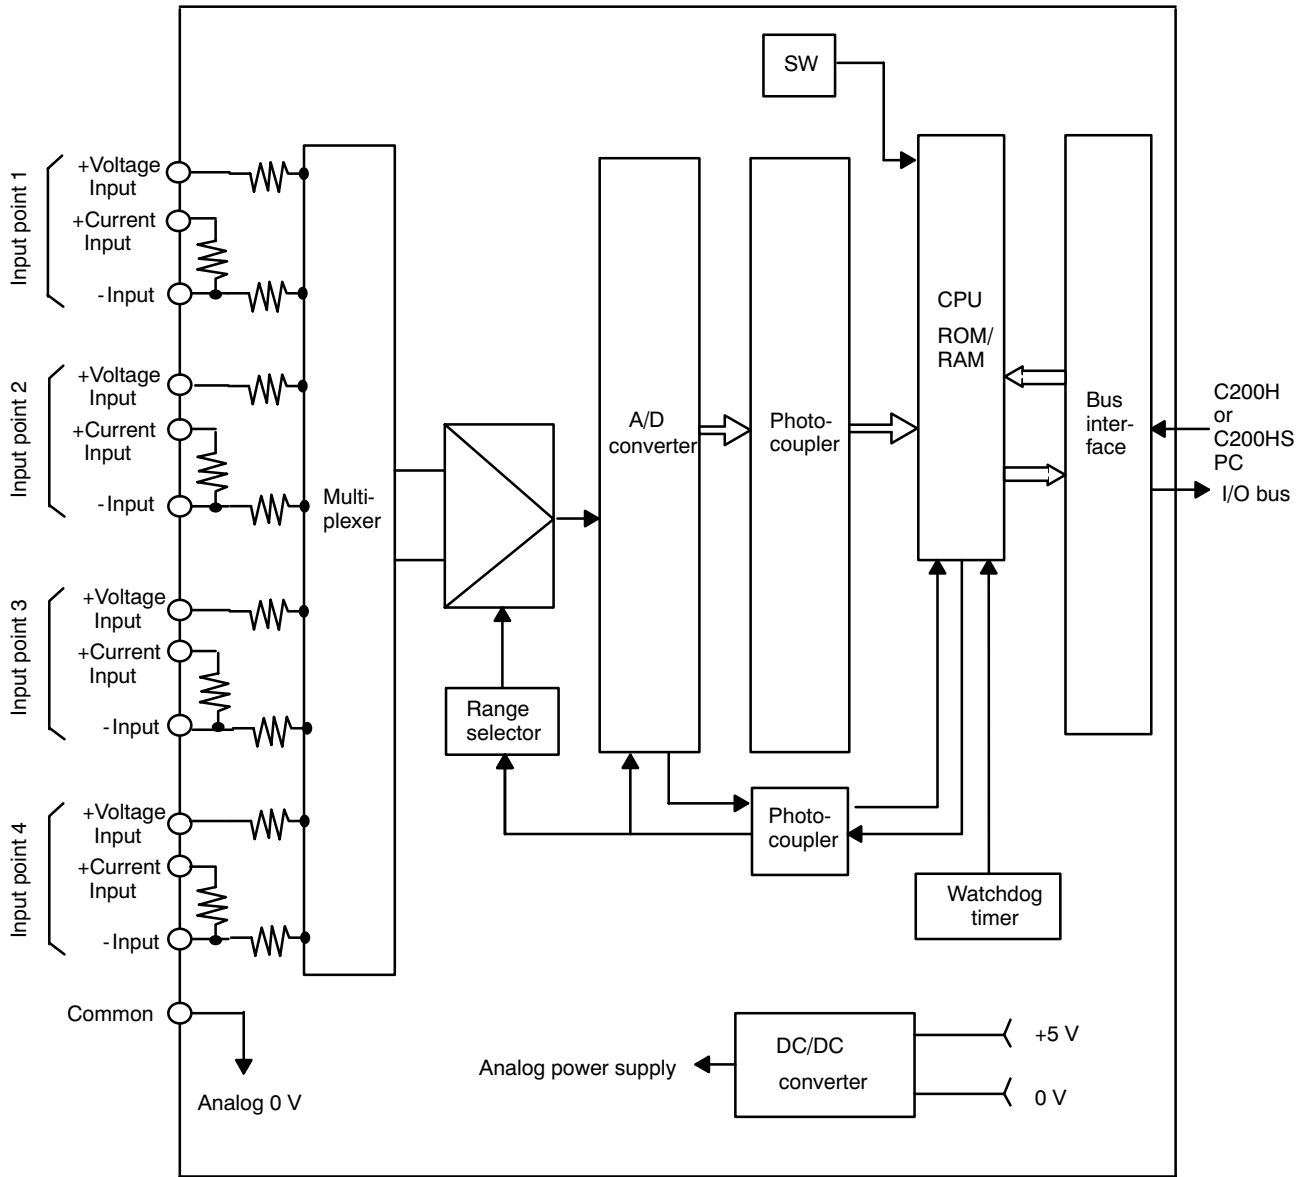 SW
Input point 1
+Voltage
Input
+Current
Input
-Input
Input point 2
+Voltage
Input
+Current
Input
-Input
Input point 3
+Voltage
Input
+Current
Input
-Input
Input point 4
+Voltage
Input
+Current
Input
-Input
Common
Analog 0 V
Multi-
plexer
Range
selector
A/D
converter
Photo-
coupler
Photo-
coupler
CPU
ROM/
RAM
Watchdog
timer
Bus
inter-
face
C200H
or
C200HS
PC
I/O bus
Analog power supply
DC/DC
converter
+5 V
0 V